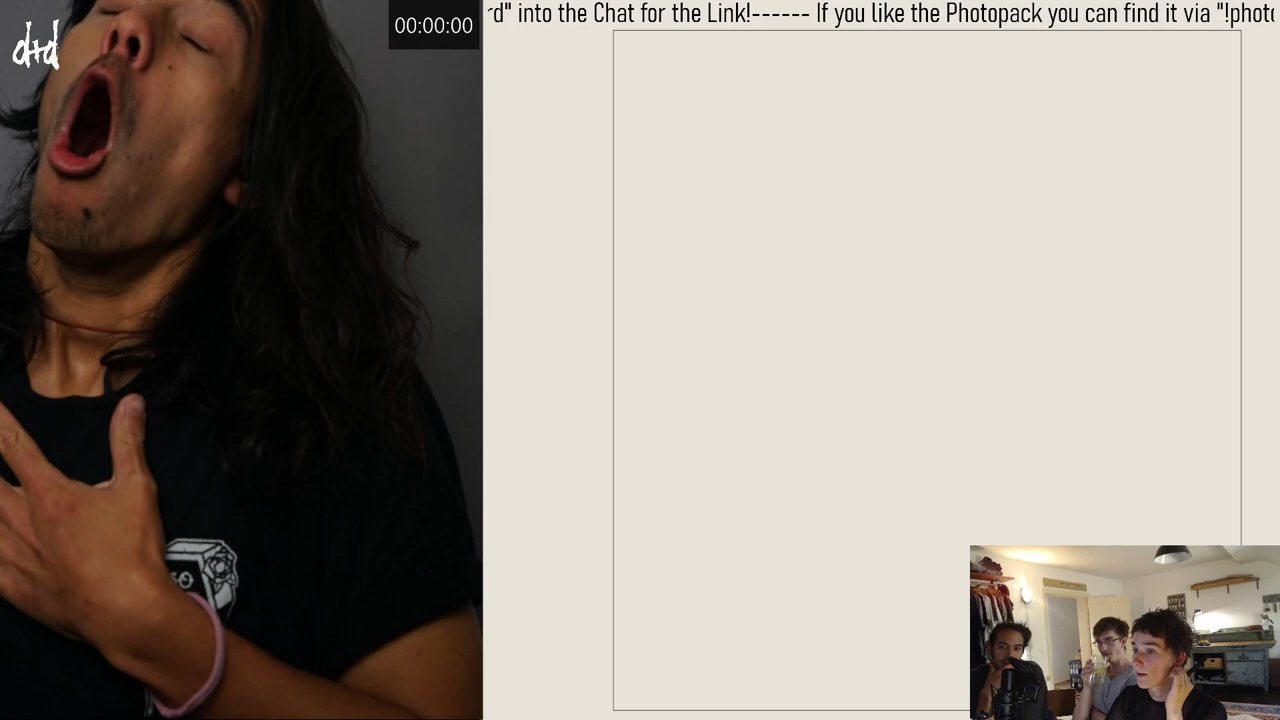 d+d
00:00:00
rd" into the Chat for the Link!------ If you like the Photopack you can find it via "!photo